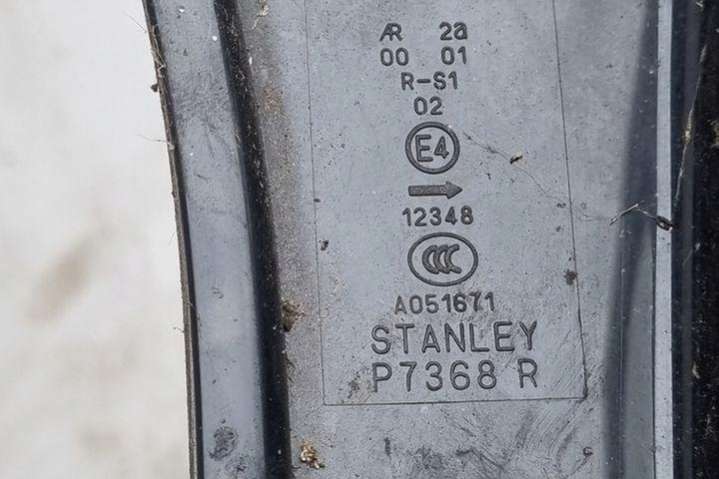 AR 2a
00 01
R-S1
02
E4
12348
CCC
A051671
STANLEY
P7368 R